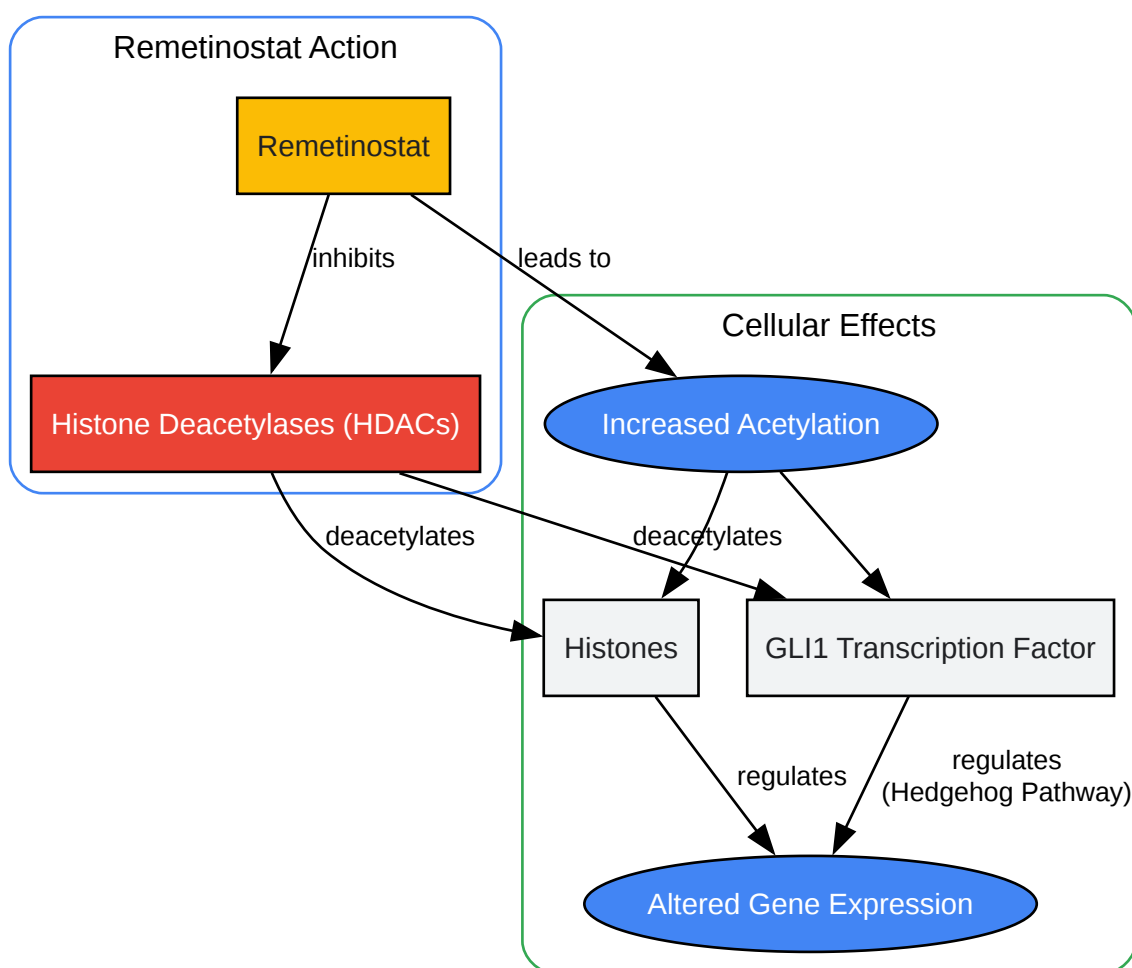 Remetinostat Action
Remetinostat
inhibits
leads to
Cellular Effects
Histone Deacetylases (HDACs)
Increased Acetylation
deacetylates
deacetylates
Histones
GLI1 Transcription Factor
regulates
regulates
(Hedgehog Pathway)
Altered Gene Expression